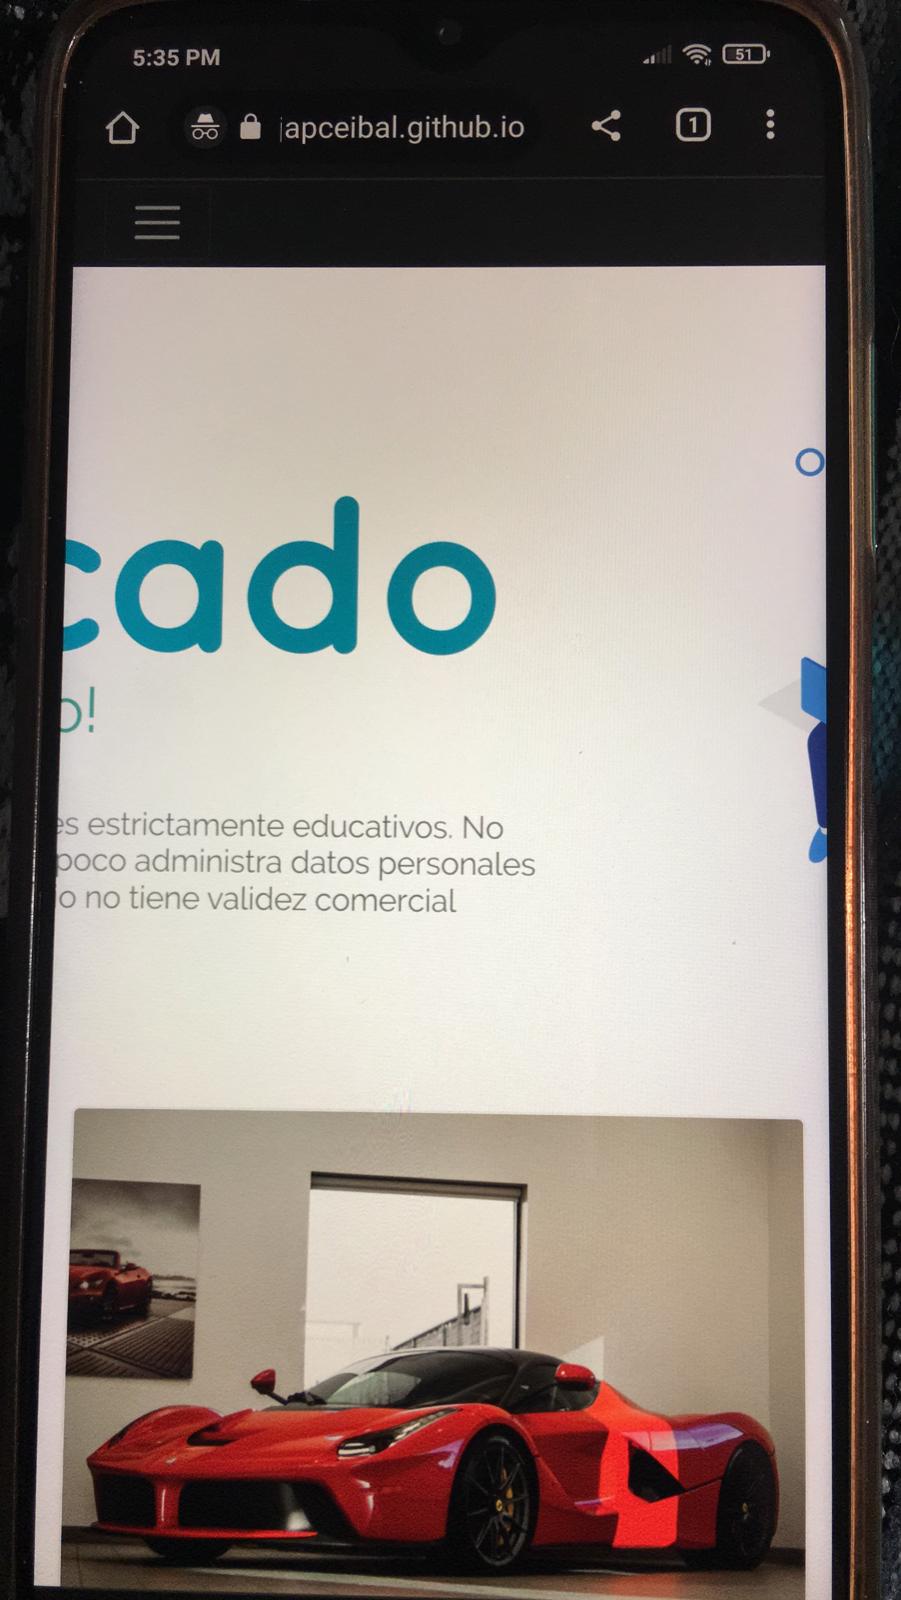 5:35 PM
51
japceibal.github.io
1
cado
o!
es estrictamente educativos. No
poco administra datos personales
o no tiene validez comercial